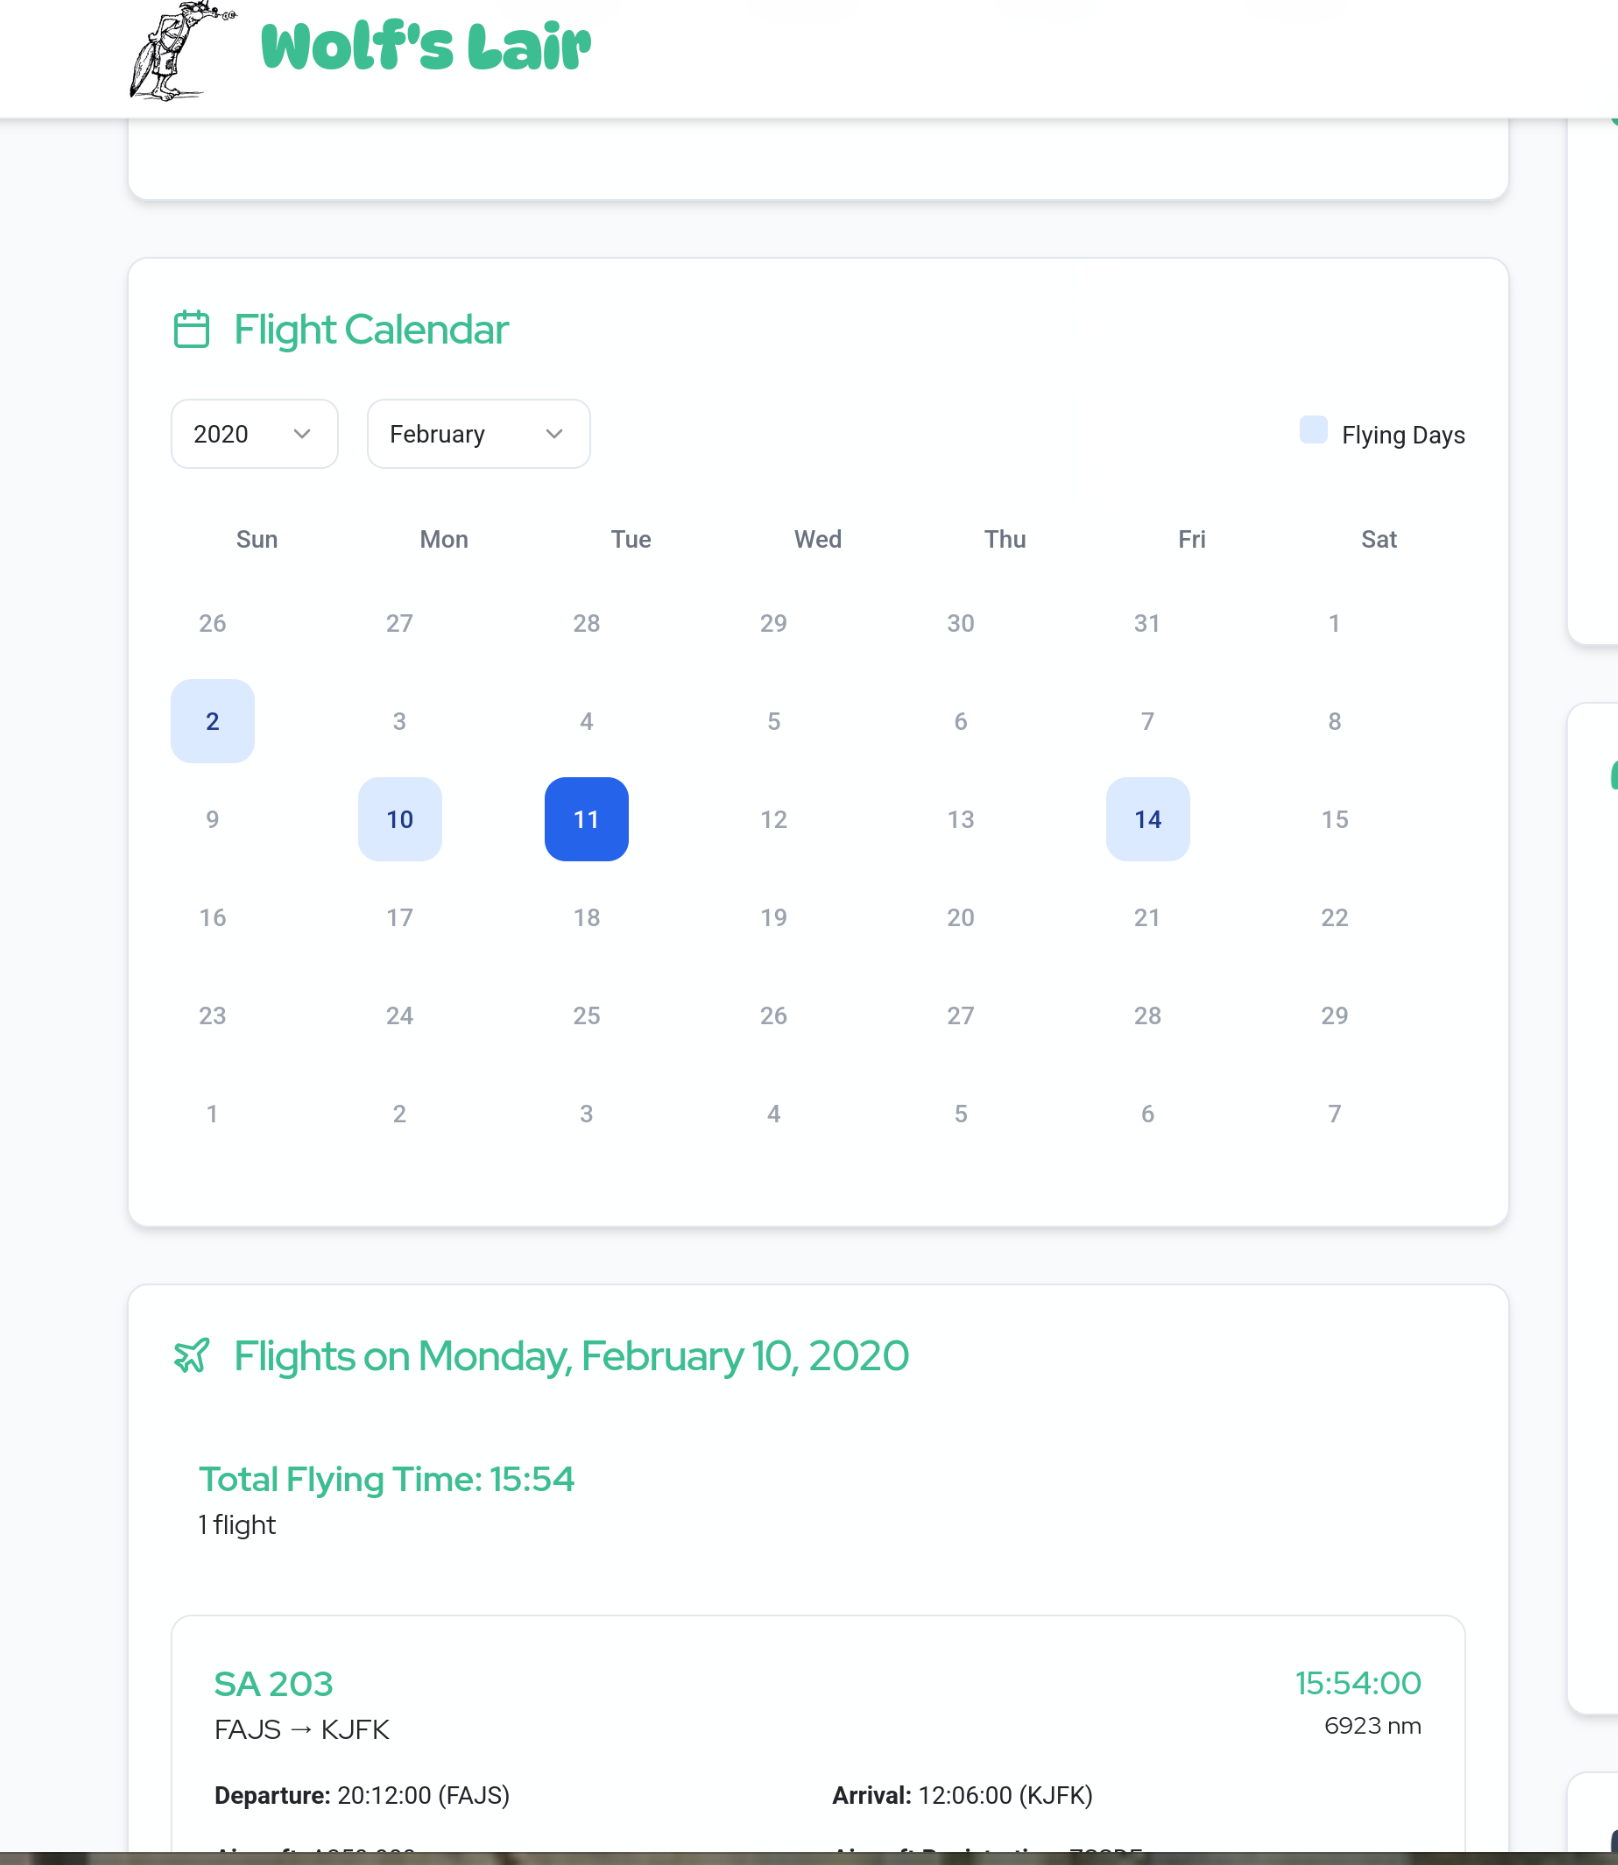 Wolf's Lair
Flight Calendar
2020
February
Flying Days
Sun Mon Tue Wed Thu Fri Sat
26 27 28 29 30 31 1
2 3 4 5 6 7 8
9 10 11 12 13 14 15
16 17 18 19 20 21 22
23 24 25 26 27 28 29
1 2 3 4 5 6 7
Flights on Monday, February 10, 2020
Total Flying Time: 15:54
1 flight
SA 203 15:54:00
FAJS → KJFK 6923 nm
Departure: 20:12:00 (FAJS) Arrival: 12:06:00 (KJFK)